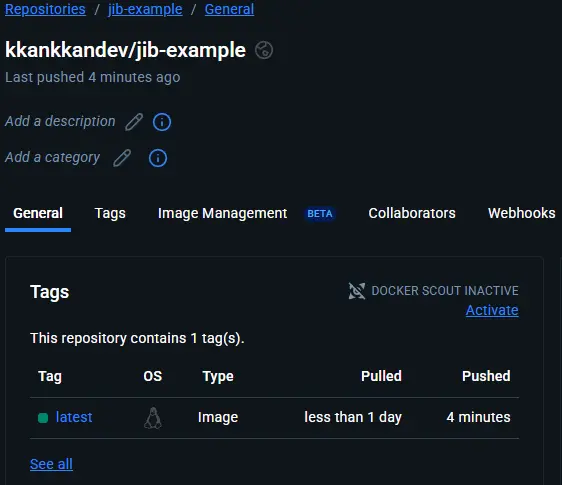 Repositories / jib-example / General
kkankkandev/jib-example
Last pushed 4 minutes ago
Add a description
Add a category
General Tags Image Management BETA Collaborators Webhooks
Tags
DOCKER SCOUT INACTIVE
Activate
This repository contains 1 tag(s).
Tag OS Type Pulled Pushed
latest Image less than 1 day 4 minutes
See all